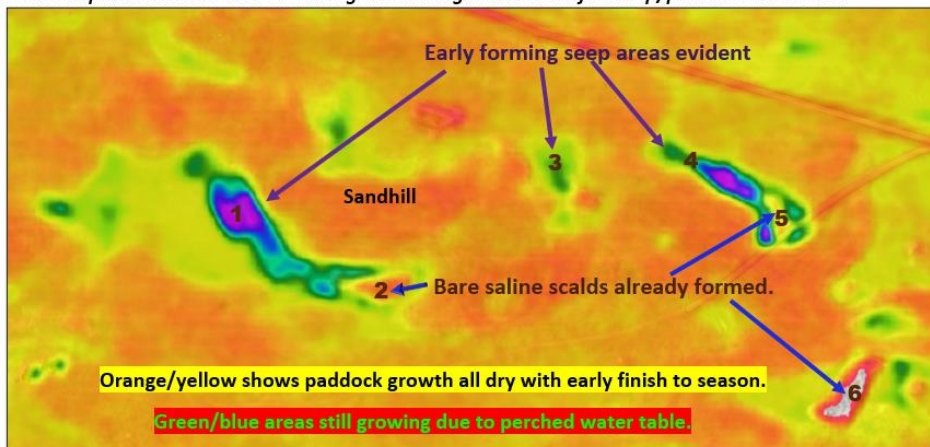 Early forming seep areas evident
3
4
1
Sandhill
5
2
Bare saline scalds already formed.
Orange/yellow shows paddock growth all dry with early finish to season.
6
Green/blue areas still growing due to perched water table.